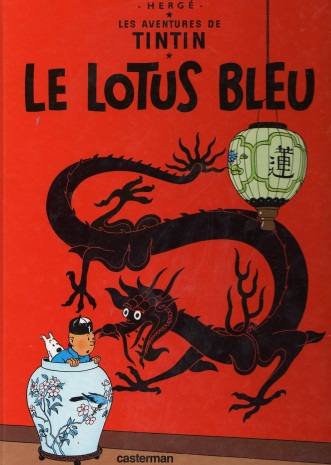 · HERGÉ ·
★
LES AVENTURES DE
TINTIN
★
LE LOTUS BLEU
蓮
casterman